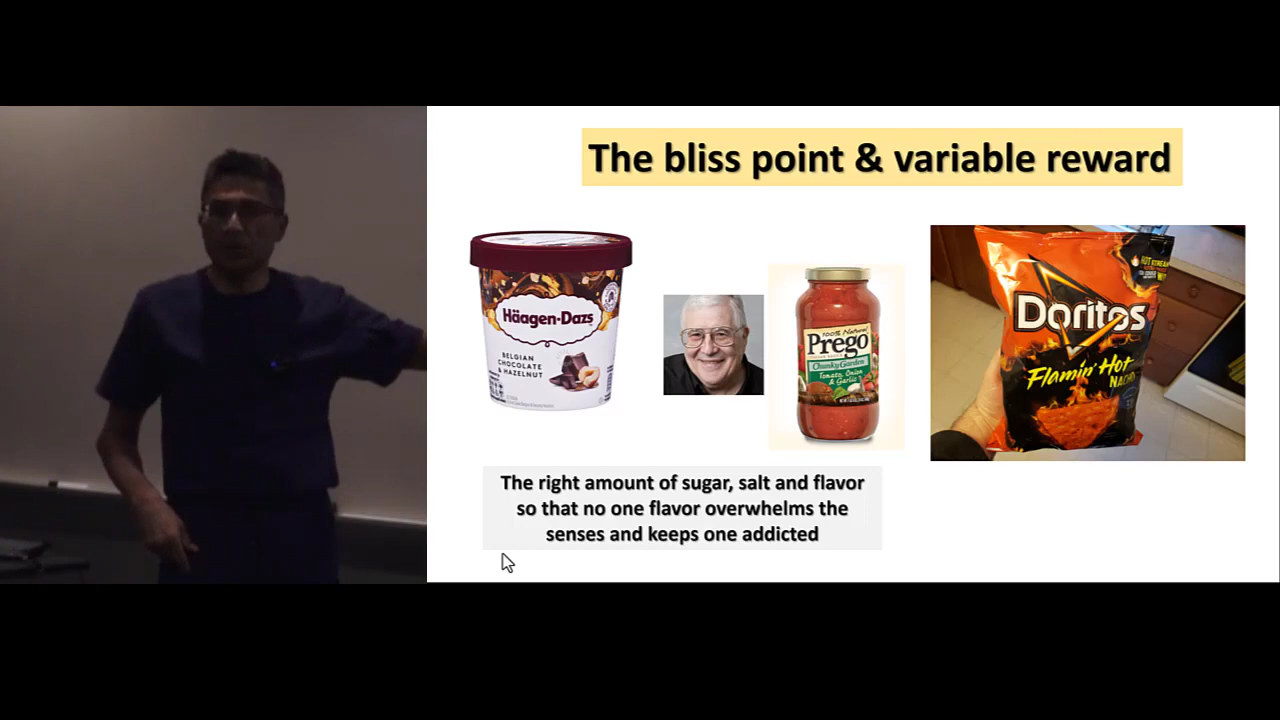 The bliss point & variable reward
Häagen-Dazs
BELGIAN
CHOCOLATE
& HAZELNUT
100% Natural
Prego
Chunky Garden
Tomato, Onion
& Garlic
Doritos
Flamin' Hot
NACHO
The right amount of sugar, salt and flavor
so that no one flavor overwhelms the
senses and keeps one addicted